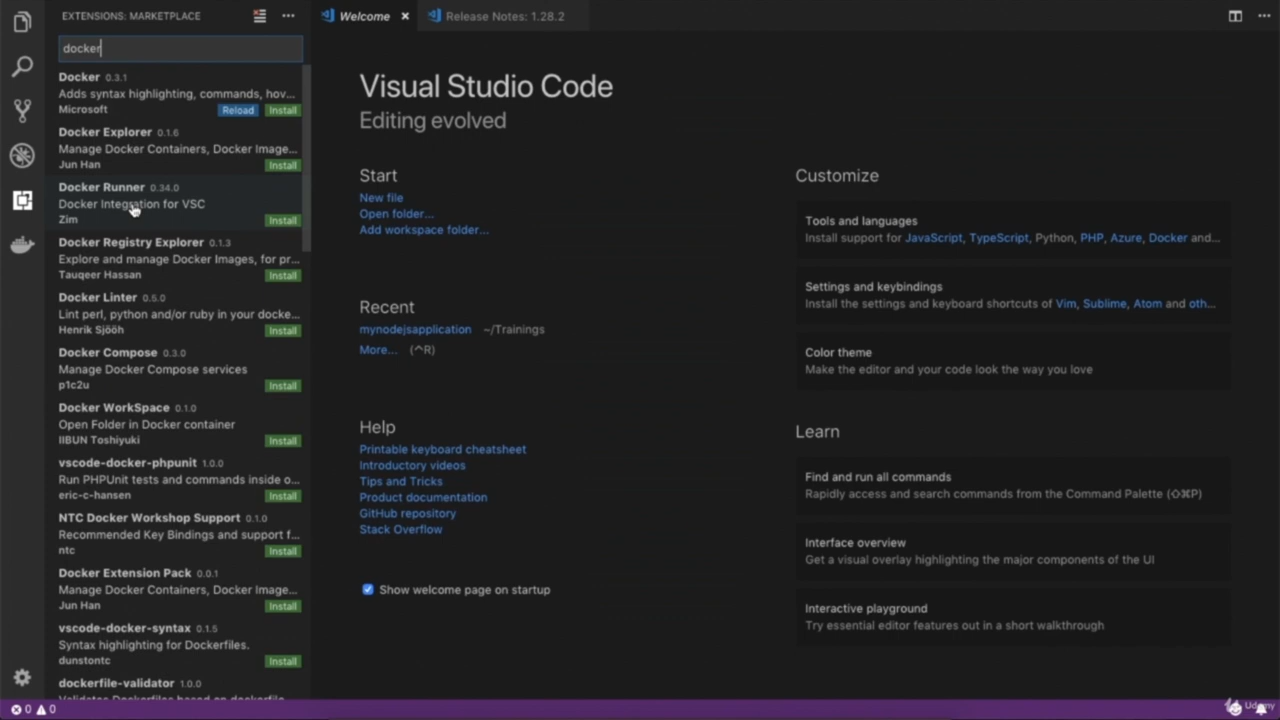 EXTENSIONS: MARKETPLACE
docker
Docker 0.3.1
Adds syntax highlighting, commands, hov...
Microsoft Reload Install
Docker Explorer 0.1.6
Manage Docker Containers, Docker Image...
Jun Han Install
Docker Runner 0.34.0
Docker Integration for VSC
Zim Install
Docker Registry Explorer 0.1.3
Explore and manage Docker Images, for pr...
Tauqeer Hassan Install
Docker Linter 0.5.0
Lint perl, python and/or ruby in your docke...
Henrik Sjööh Install
Docker Compose 0.3.0
Manage Docker Compose services
p1c2u Install
Docker WorkSpace 0.1.0
Open Folder in Docker container
IIBUN Toshiyuki Install
vscode-docker-phpunit 1.0.0
Run PHPUnit tests and commands inside o...
eric-c-hansen Install
NTC Docker Workshop Support 0.1.0
Recommended Key Bindings and support f...
ntc Install
Docker Extension Pack 0.0.1
Manage Docker Containers, Docker Image...
Jun Han Install
vscode-docker-syntax 0.1.5
Syntax highlighting for Dockerfiles.
dunstontc Install
dockerfile-validator 1.0.0
Welcome
Release Notes: 1.28.2
Visual Studio Code
Editing evolved
Start
New file
Open folder...
Add workspace folder...
Recent
mynodejsapplication ~/Trainings
More... (^R)
Help
Printable keyboard cheatsheet
Introductory videos
Tips and Tricks
Product documentation
GitHub repository
Stack Overflow
Show welcome page on startup
Customize
Tools and languages
Install support for JavaScript, TypeScript, Python, PHP, Azure, Docker and...
Settings and keybindings
Install the settings and keyboard shortcuts of Vim, Sublime, Atom and oth...
Color theme
Make the editor and your code look the way you love
Learn
Find and run all commands
Rapidly access and search commands from the Command Palette (⇧⌘P)
Interface overview
Get a visual overlay highlighting the major components of the UI
Interactive playground
Try essential editor features out in a short walkthrough
0 0
Udemy